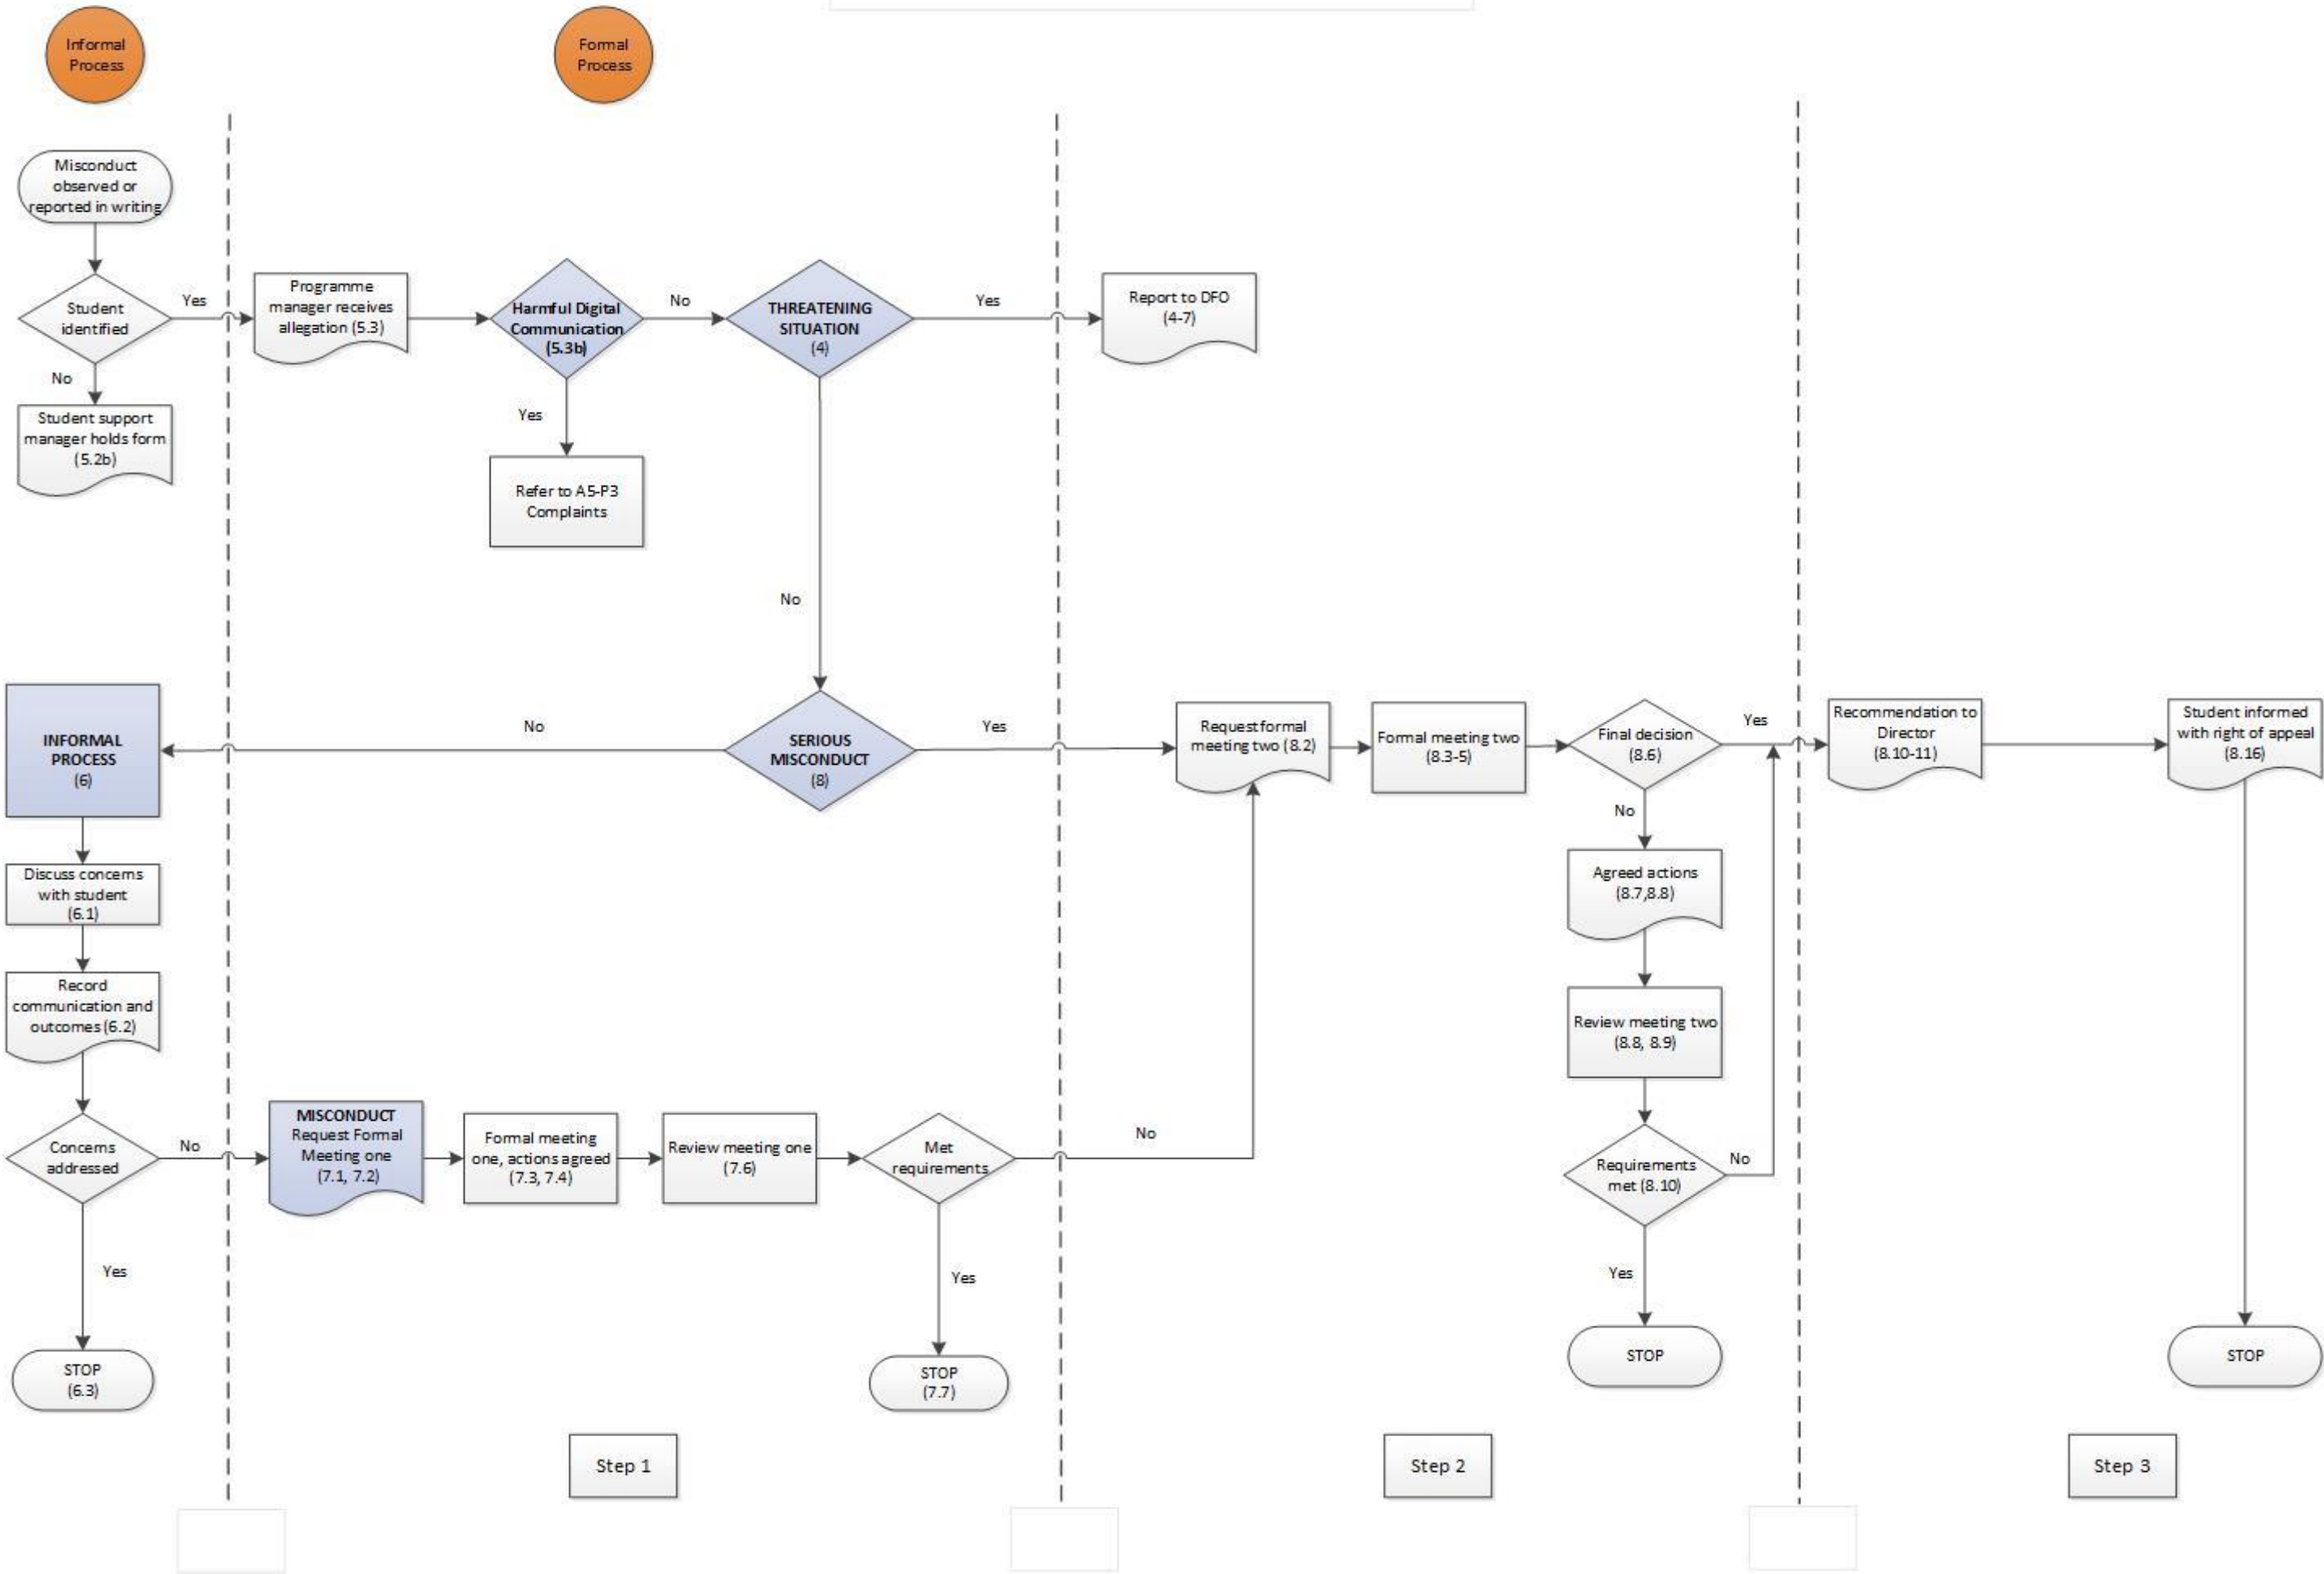 Informal
Process
Formal
Process
Misconduct
observed or
reported in writing
Student
identified
Yes
No
Student support
manager holds form
(5.2b)
Programme
manager receives
allegation (5.3)
Harmful Digital
Communication
(5.3b)
No
Yes
Refer to A5-P3
Complaints
THREATENING
SITUATION
(4)
Yes
No
Report to DFO
(4-7)
SERIOUS
MISCONDUCT
(8)
No
Yes
INFORMAL
PROCESS
(6)
Discuss concerns
with student
(6.1)
Record
communication and
outcomes (6.2)
Concerns
addressed
No
Yes
STOP
(6.3)
MISCONDUCT
Request Formal
Meeting one
(7.1, 7.2)
Formal meeting
one, actions agreed
(7.3, 7.4)
Review meeting one
(7.6)
Met
requirements
No
Yes
STOP
(7.7)
Request formal
meeting two (8.2)
Formal meeting two
(8.3-5)
Final decision
(8.6)
Yes
No
Agreed actions
(8.7,8.8)
Review meeting two
(8.8, 8.9)
Requirements
met (8.10)
No
Yes
STOP
Recommendation to
Director
(8.10-11)
Student informed
with right of appeal
(8.16)
STOP
Step 1
Step 2
Step 3